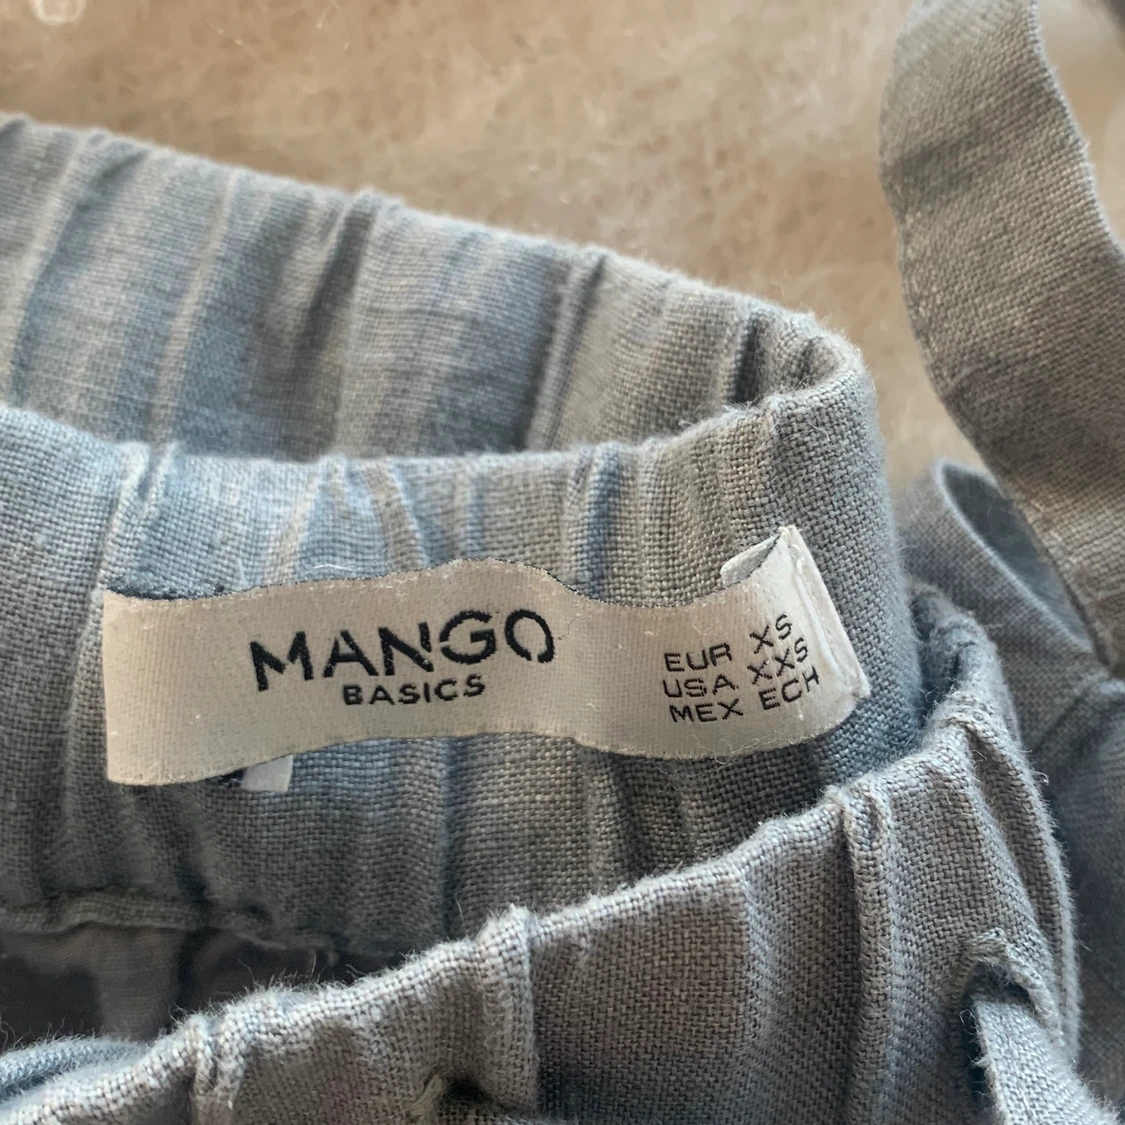 MANGO
BASICS
EUR XS
USA XXS
MEX ECH